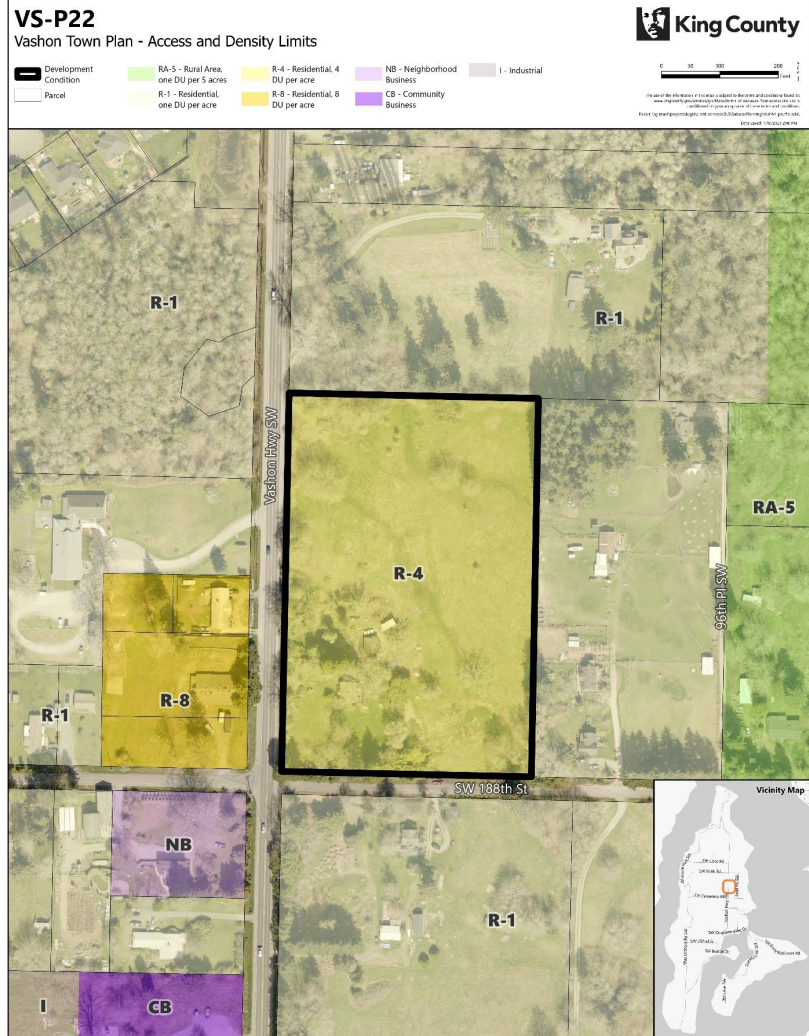 VS-P22
Vashon Town Plan - Access and Density Limits
King County
Development
Condition
Parcel
RA-5 - Rural Area,
one DU per 5 acres
R-1 - Residential,
one DU per acre
R-4 - Residential, 4
DU per acre
R-8 - Residential, 8
DU per acre
NB - Neighborhood
Business
CB - Community
Business
I - Industrial
0 50 100 200
Feet
R-1
R-1
Vashon Hwy SW
RA-5
R-4
96th Pl SW
R-8
R-1
SW 188th St
Vicinity Map
NB
R-1
I
CB